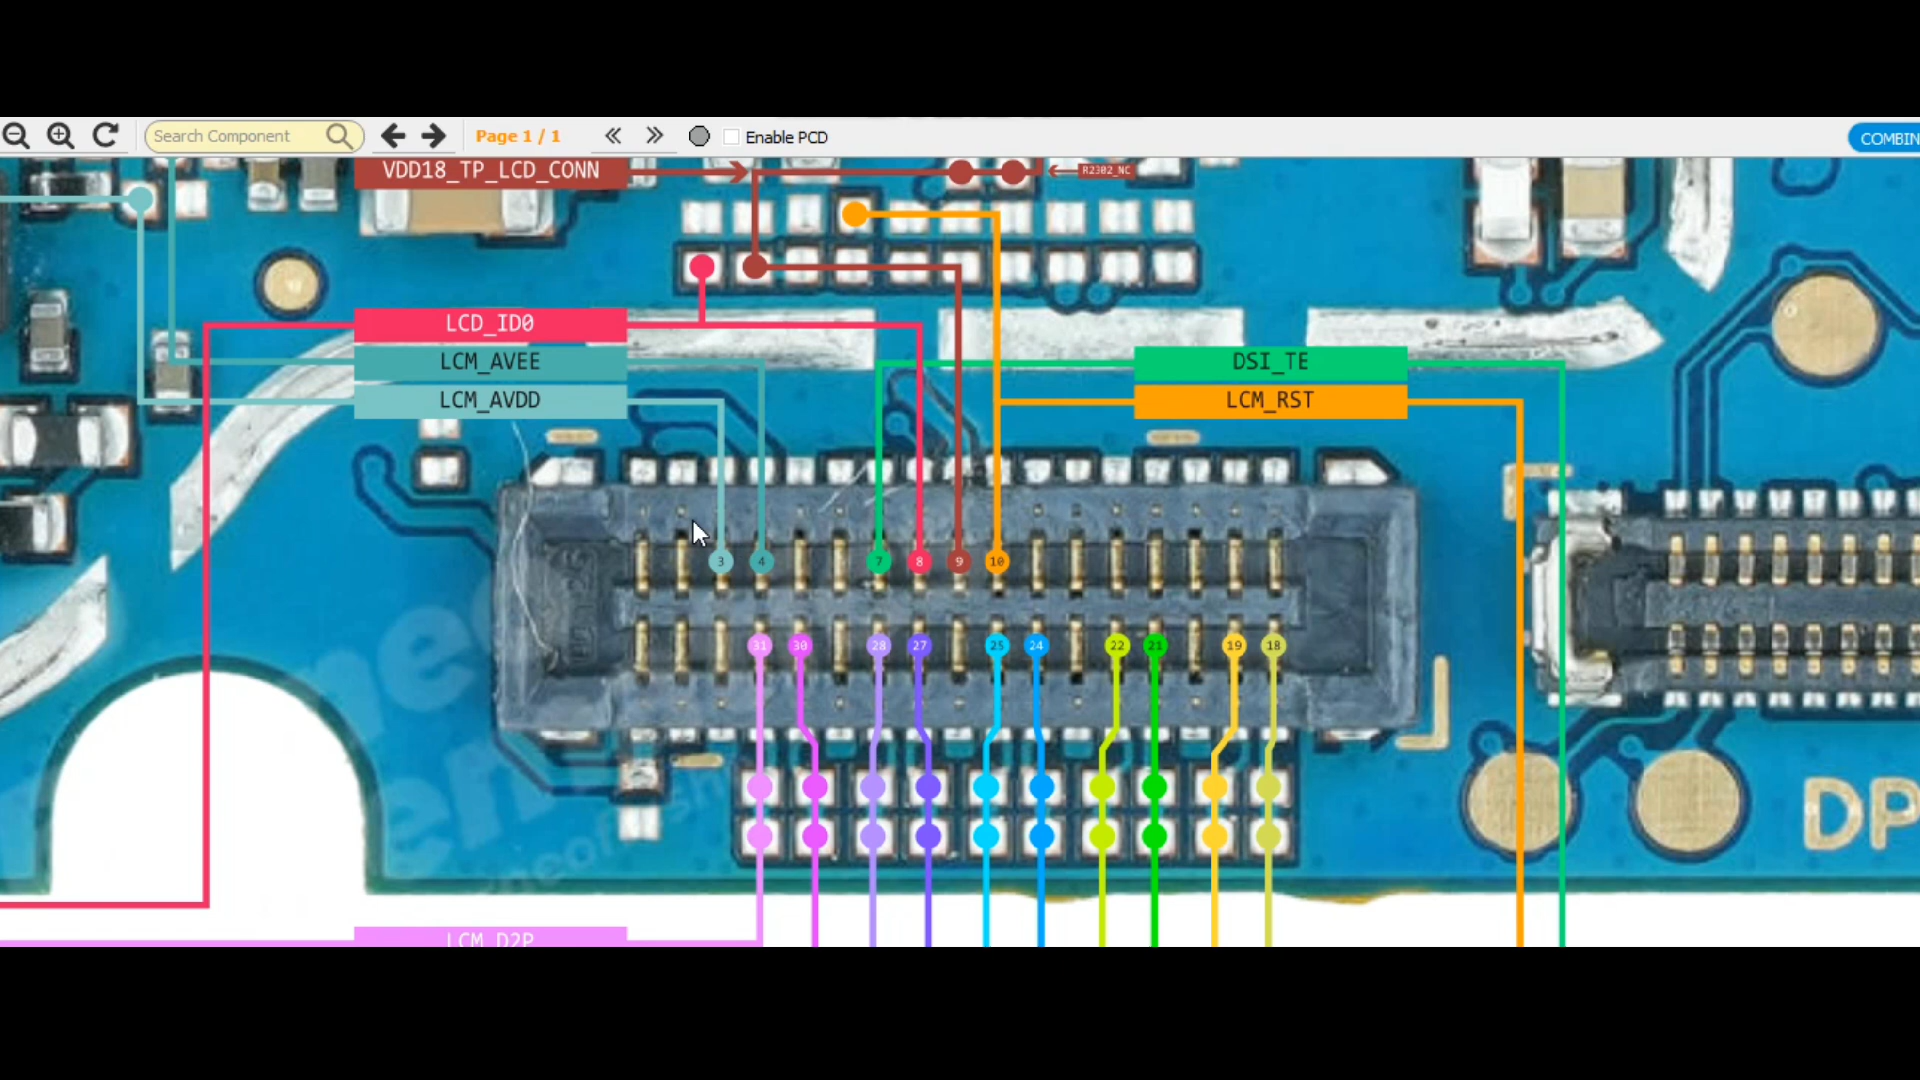 Search Component
Page 1 / 1
Enable PCD
COMBIN
VDD18_TP_LCD_CONN
R2302_NC
LCD_ID0
LCM_AVEE
DSI_TE
LCM_AVDD
LCM_RST
3 4 7 8 9 10
31 30 28 27 25 24 22 21 19 18
DP
LCM_D2P